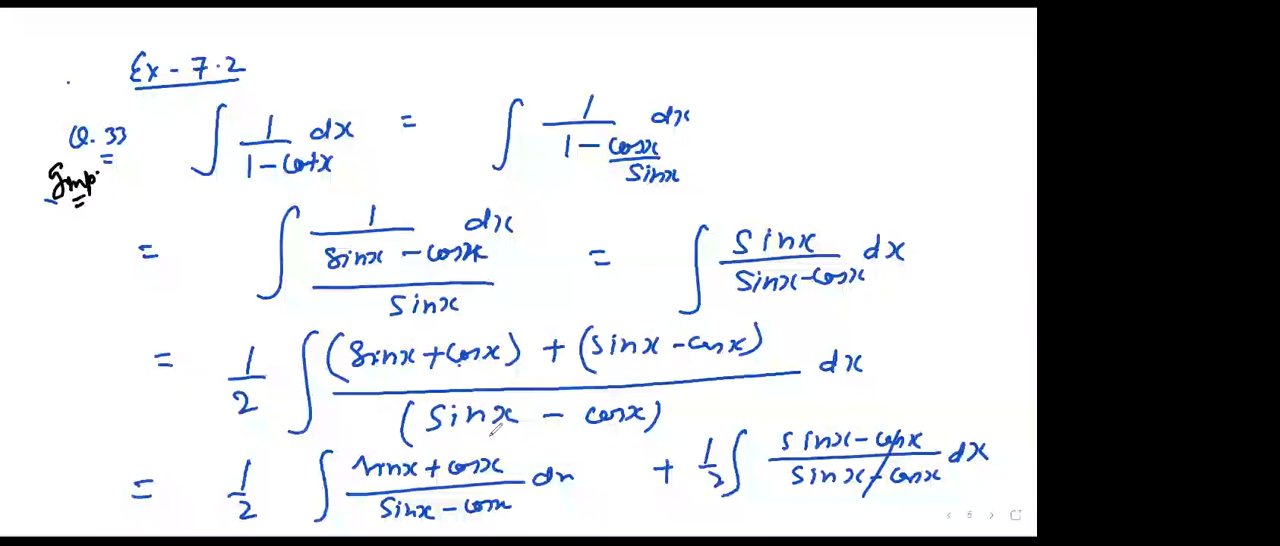 Ex - 7.2
Q. 33 ∫ 1/(1 - cotx) dx = ∫ 1/(1 - cosx/sinx) dx
Imp.
= ∫ 1/((sinx - cosx)/sinx) dx = ∫ sinx/(sinx - cosx) dx
= 1/2 ∫ ((sinx + cosx) + (sinx - cosx))/(sinx - cosx) dx
= 1/2 ∫ (sinx + cosx)/(sinx - cosx) dx + 1/2 ∫ (sinx - cosx)/(sinx - cosx) dx
< 6 >